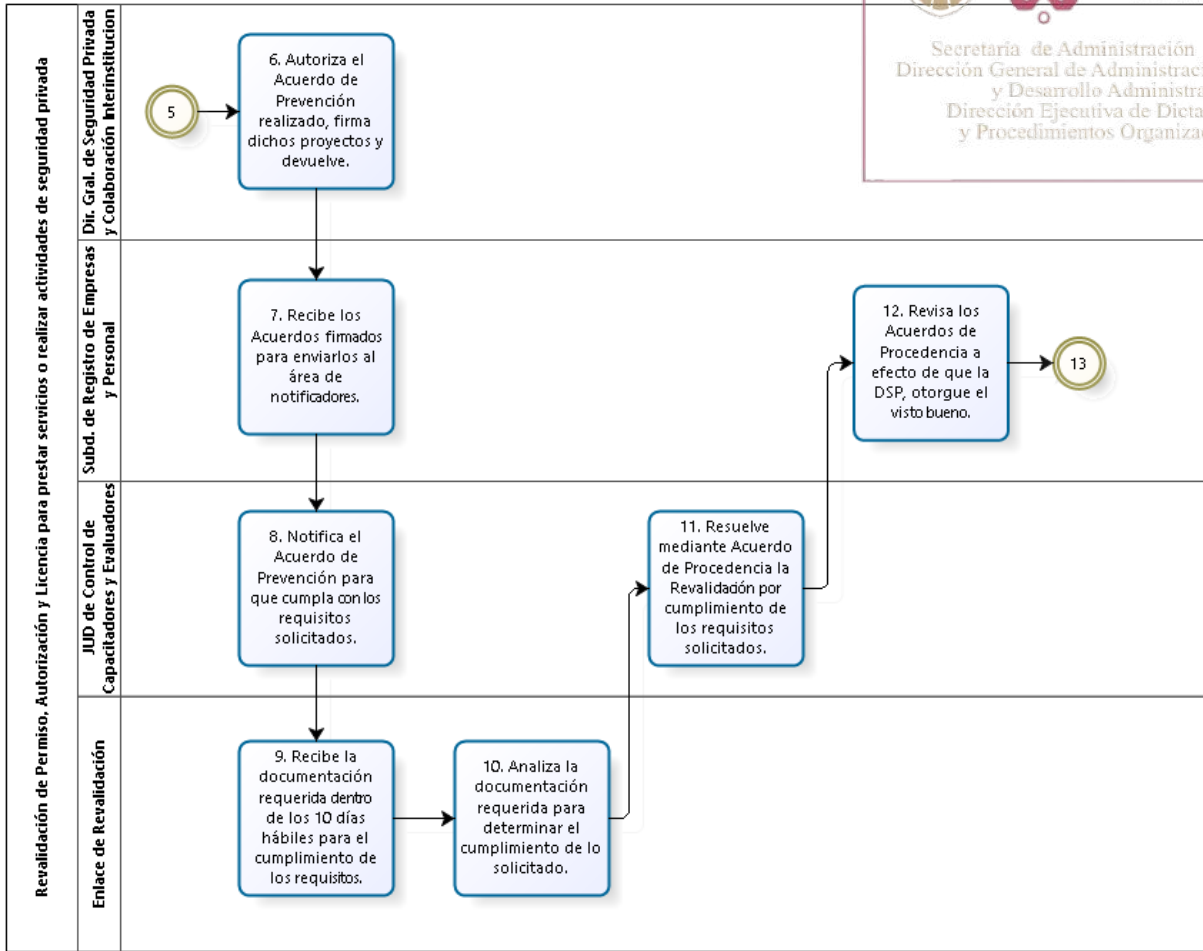 Secretaría de Administración
Dirección General de
y Desarrollo
Dirección Ejecutiva de
y Procedimientos
Revalidación de Permiso, Autorización y Licencia para prestar servicios o realizar actividades de seguridad privada
Dir. Gral. de Seguridad Privada
y Colaboración Interinstitucion
5
6. Autoriza el
Acuerdo de
Prevención
realizado, firma
dichos proyectos y
devuelve.
Subd. de Registro de Empresas
y Personal
7. Recibe los
Acuerdos firmados
para enviarlos al
área de
notificadores.
12. Revisa los
Acuerdos de
Procedencia a
efecto de que la
DSP, otorgue el
visto bueno.
13
JUD de Control de
Capacitadores y Evaluadores
8. Notifica el
Acuerdo de
Prevención para
que cumpla con los
requisitos
solicitados.
11. Resuelve
mediante Acuerdo
de Procedencia la
Revalidación por
cumplimiento de
los requisitos
solicitados.
Enlace de Revalidación
9. Recibe la
documentación
requerida dentro
de los 10 días
hábiles para el
cumplimiento de
los requisitos.
10. Analiza la
documentación
requerida para
determinar el
cumplimiento de lo
solicitado.